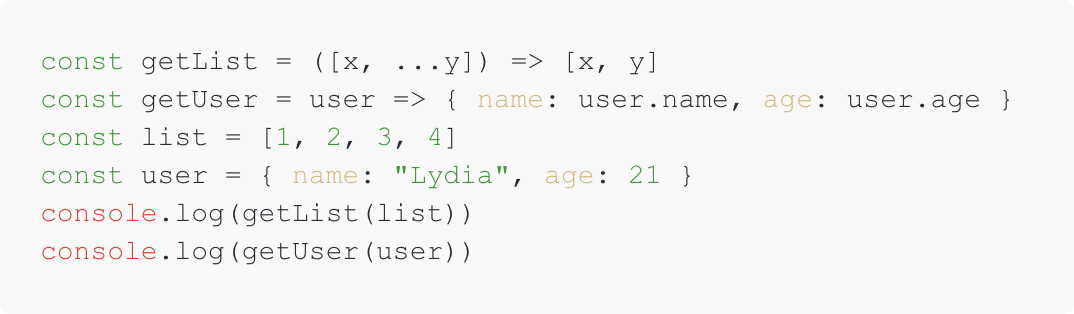 const getList = ([x, ...y]) => [x, y]
const getUser = user => { name: user.name, age: user.age }
const list = [1, 2, 3, 4]
const user = { name: "Lydia", age: 21 }
console.log(getList(list))
console.log(getUser(user))